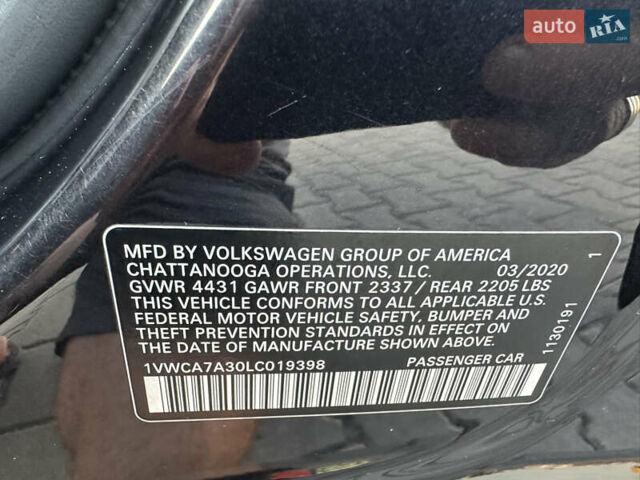 auto RIA
.com
MFD BY VOLKSWAGEN GROUP OF AMERICA
CHATTANOOGA OPERATIONS, LLC. 03/2020 1
GVWR 4431 GAWR FRONT 2337 / REAR 2205 LBS
THIS VEHICLE CONFORMS TO ALL APPLICABLE U.S.
FEDERAL MOTOR VEHICLE SAFETY, BUMPER AND
THEFT PREVENTION STANDARDS IN EFFECT ON
THE DATE OF MANUFACTURE SHOWN ABOVE.
1VWCA7A30LC019398 PASSENGER CAR
1130191